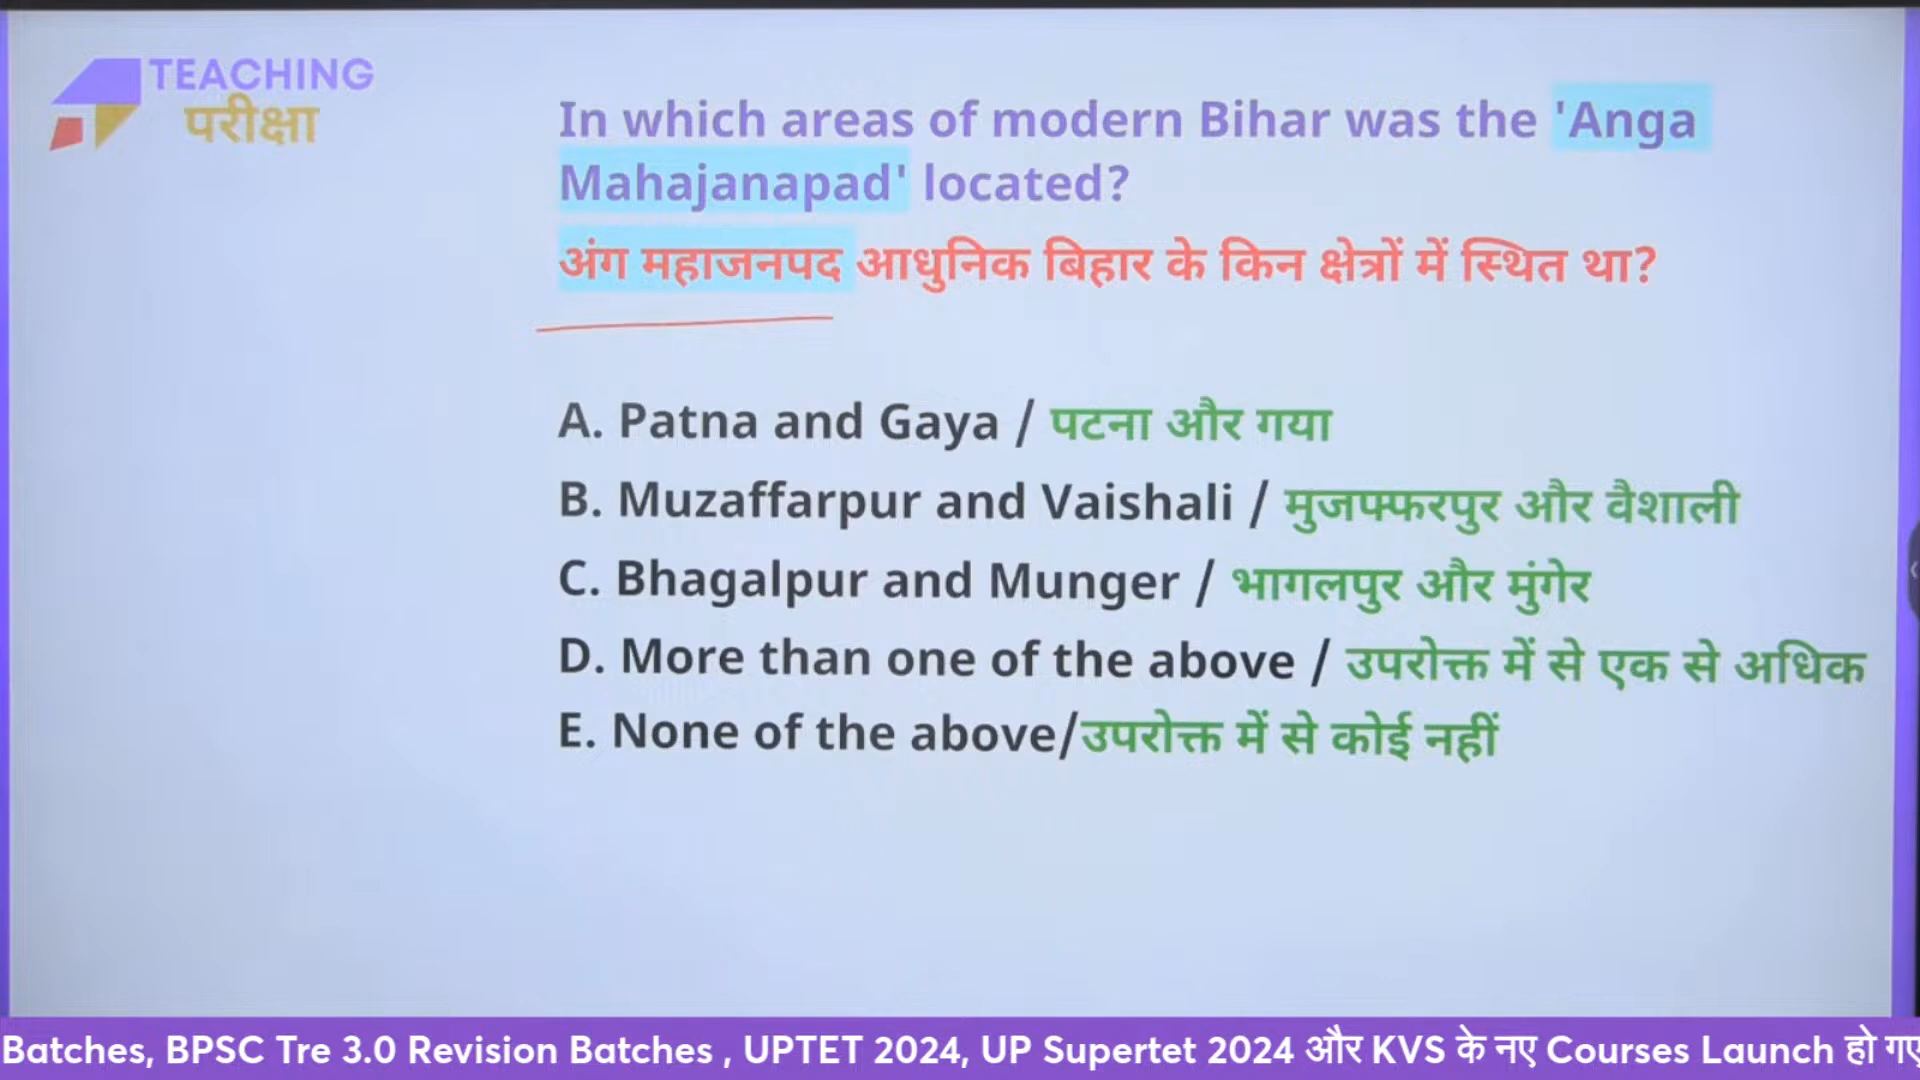 TEACHING
परीक्षा
In which areas of modern Bihar was the 'Anga
Mahajanapad' located?
अंग महाजनपद आधुनिक बिहार के किन क्षेत्रों में स्थित था?
A. Patna and Gaya / पटना और गया
B. Muzaffarpur and Vaishali / मुजफ्फरपुर और वैशाली
C. Bhagalpur and Munger / भागलपुर और मुंगेर
D. More than one of the above / उपरोक्त में से एक से अधिक
E. None of the above/उपरोक्त में से कोई नहीं
Batches, BPSC Tre 3.0 Revision Batches , UPTET 2024, UP Supertet 2024 और KVS के नए Courses Launch हो गए